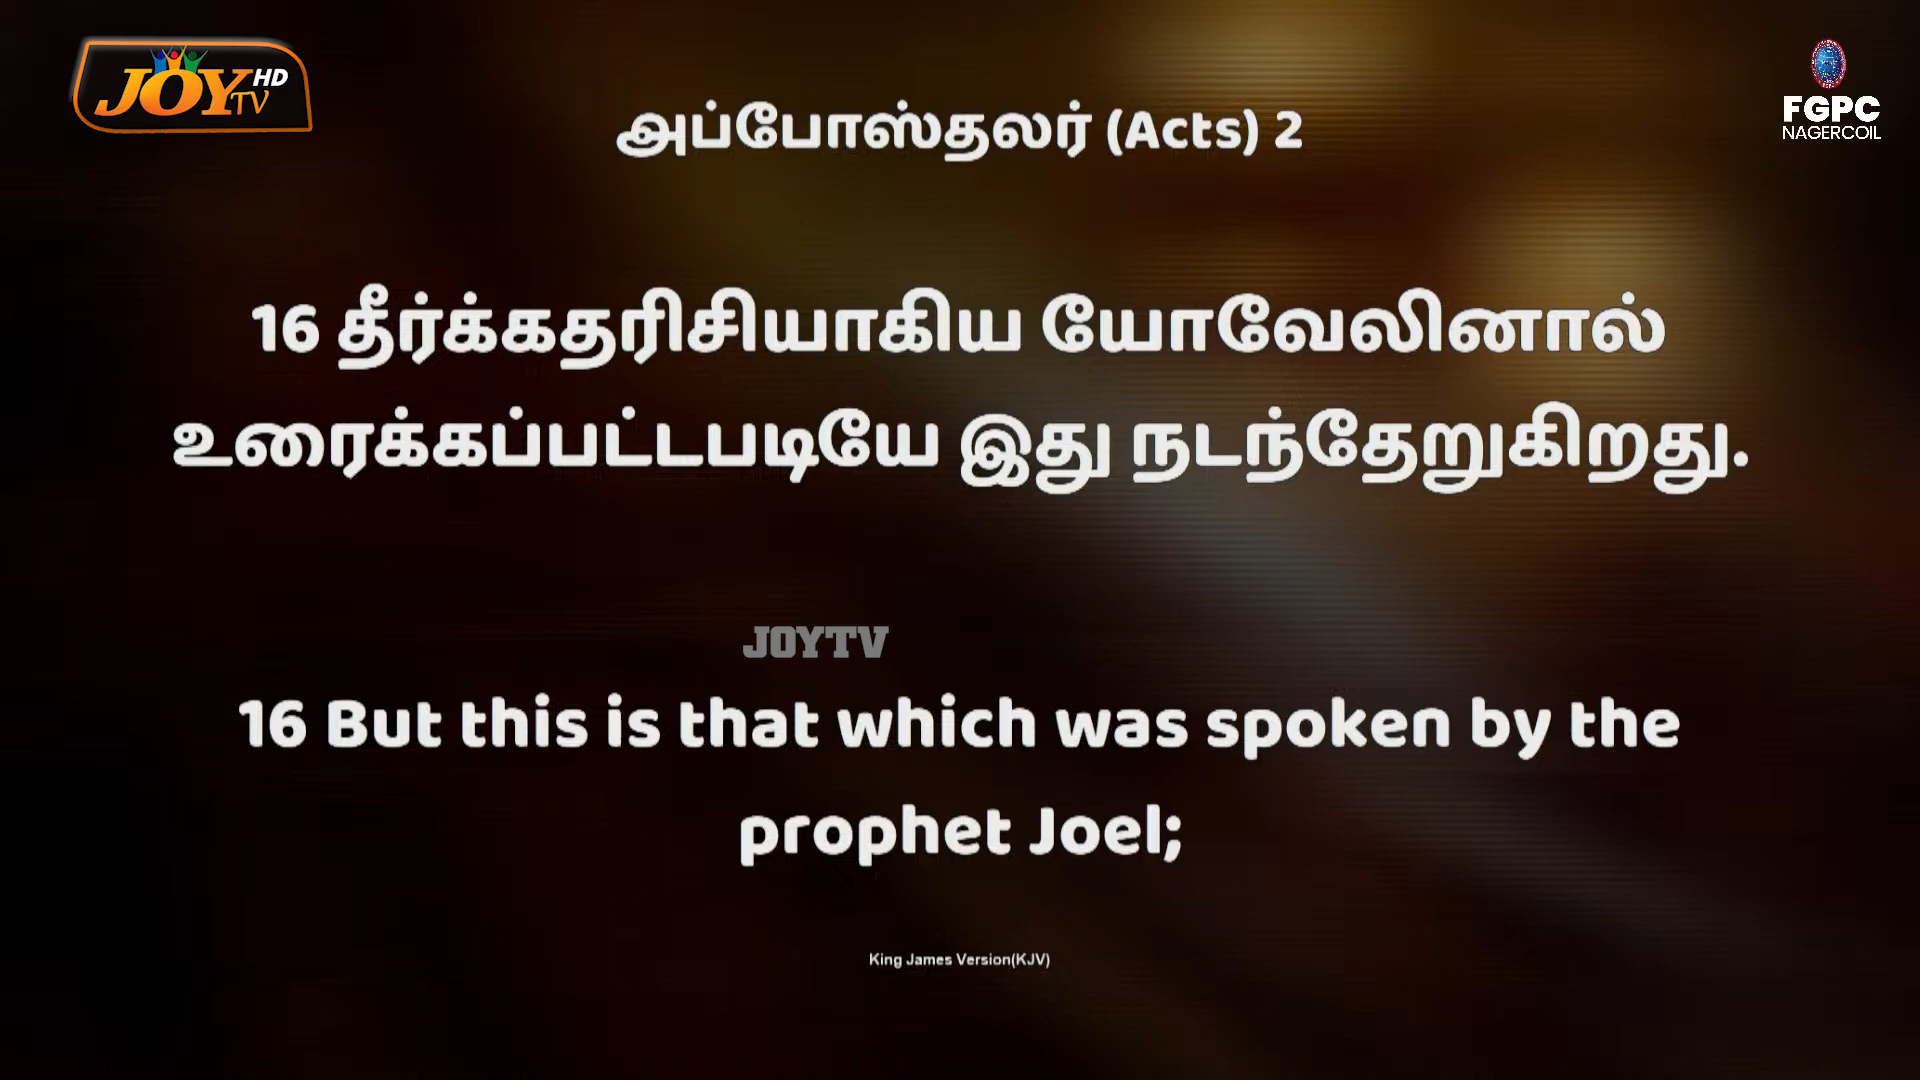 JOY TV HD
FGPC
NAGERCOIL
அப்போஸ்தலர் (Acts) 2
16 தீர்க்கதரிசியாகிய யோவேலினால்
உரைக்கப்பட்டபடியே இது நடந்தேறுகிறது.
JOYTV
16 But this is that which was spoken by the
prophet Joel;
King James Version(KJV)